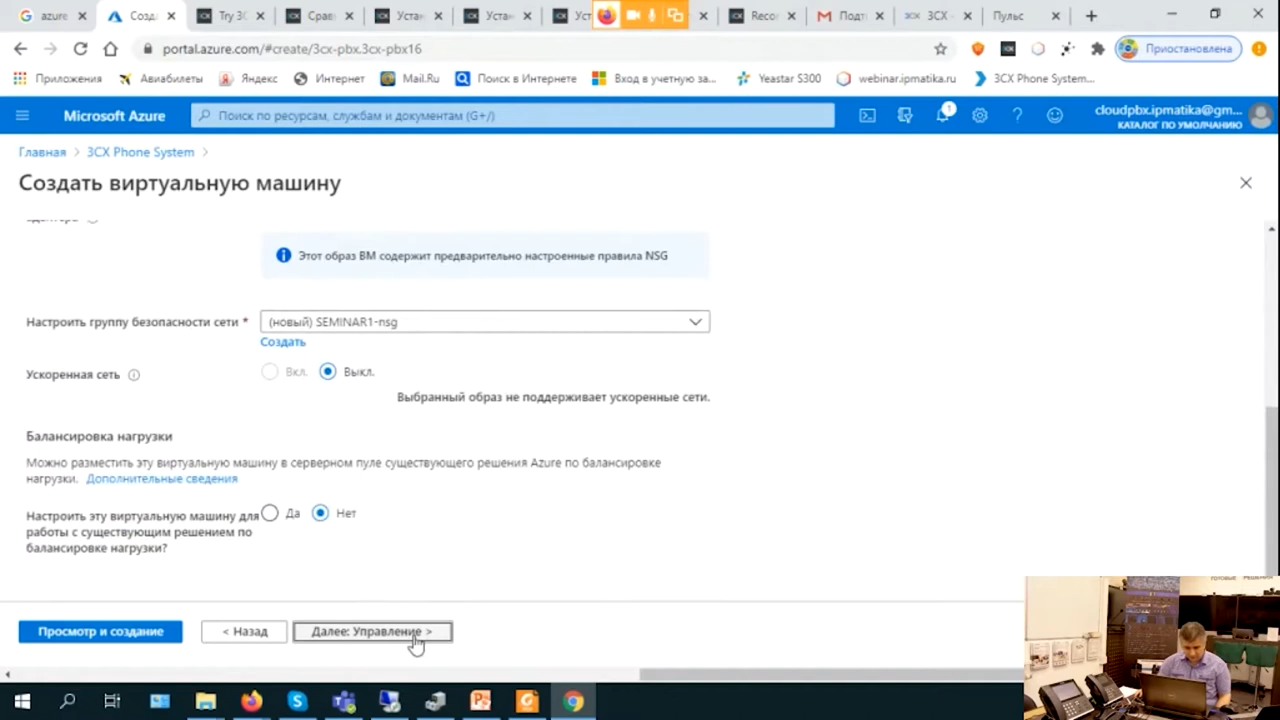 azure
Созд
Try 3C
Срав
Устан
Устан
Уст
Recor
Подт
3CX -
Пульс
portal.azure.com/#create/3cx-pbx.3cx-pbx16
Приостановлена
Приложения
Авиабилеты
Яндекс
Интернет
Mail.Ru
Поиск в Интернете
Вход в учетную за...
Yeastar S300
webinar.ipmatika.ru
3CX Phone System...
Microsoft Azure
Поиск по ресурсам, службам и документам (G+/)
1
cloudpbx.ipmatika@gm...
КАТАЛОГ ПО УМОЛЧАНИЮ
Главная > 3CX Phone System >
Создать виртуальную машину
Этот образ ВМ содержит предварительно настроенные правила NSG
Настроить группу безопасности сети *
(новый) SEMINAR1-nsg
Создать
Ускоренная сеть
Вкл.
Выкл.
Выбранный образ не поддерживает ускоренные сети.
Балансировка нагрузки
Можно разместить эту виртуальную машину в серверном пуле существующего решения Azure по балансировке
нагрузки. Дополнительные сведения
Настроить эту виртуальную машину для
работы с существующим решением по
балансировке нагрузки?
Да
Нет
Просмотр и создание
< Назад
Далее: Управление >
ГОТОВЫЕ РЕШЕНИЯ